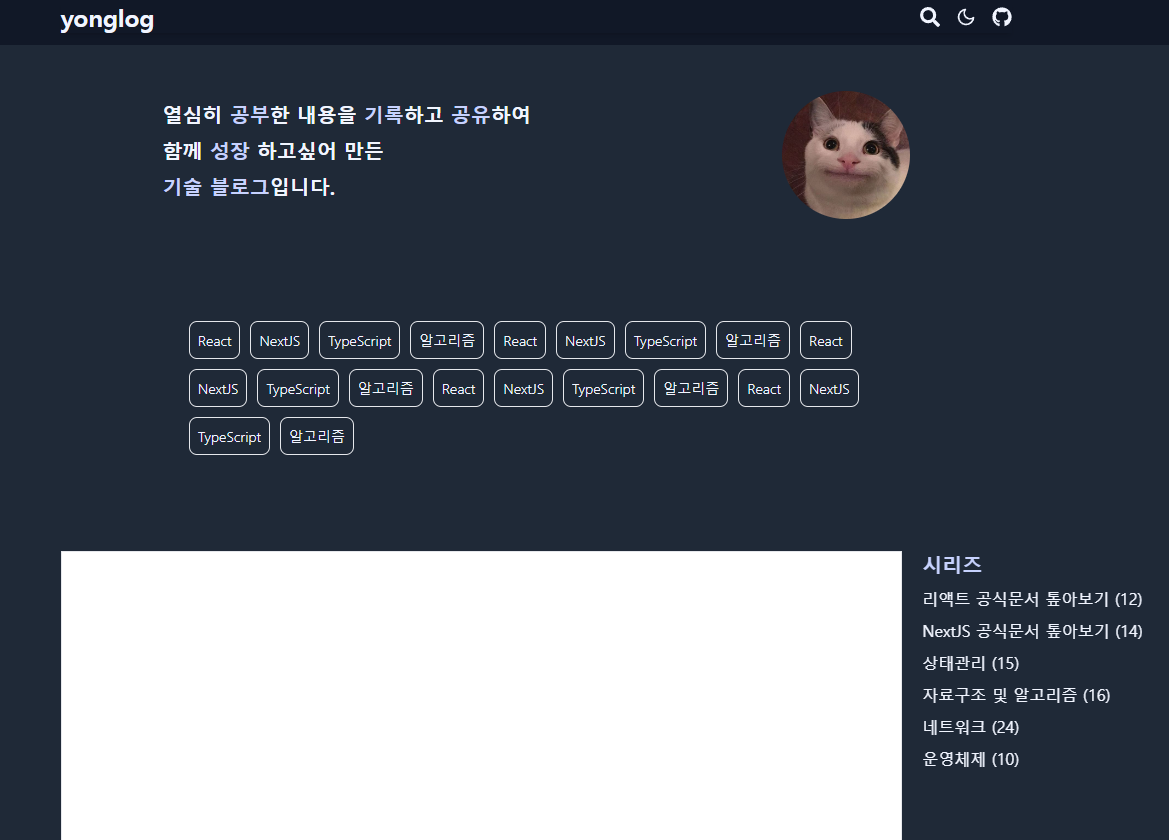 yonglog
열심히 공부한 내용을 기록하고 공유하여
함께 성장 하고싶어 만든
기술 블로그입니다.
React NextJS TypeScript 알고리즘 React NextJS TypeScript 알고리즘 React
NextJS TypeScript 알고리즘 React NextJS TypeScript 알고리즘 React NextJS
TypeScript 알고리즘
시리즈
리액트 공식문서 톺아보기 (12)
NextJS 공식문서 톺아보기 (14)
상태관리 (15)
자료구조 및 알고리즘 (16)
네트워크 (24)
운영체제 (10)